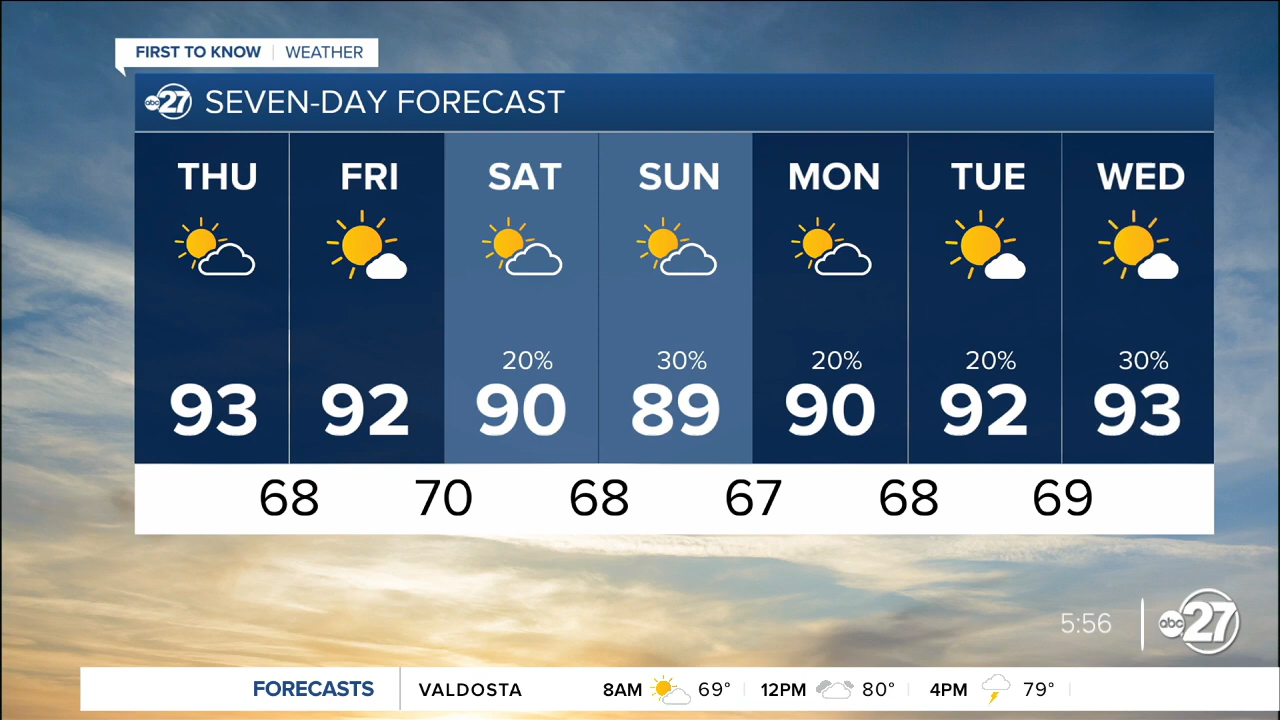 FIRST TO KNOW | WEATHER
abc 27 SEVEN-DAY FORECAST
THU FRI SAT SUN MON TUE WED
20% 30% 20% 20% 30%
93 92 90 89 90 92 93
68 70 68 67 68 69
5:56 abc 27
FORECASTS VALDOSTA 8AM 69° 12PM 80° 4PM 79°